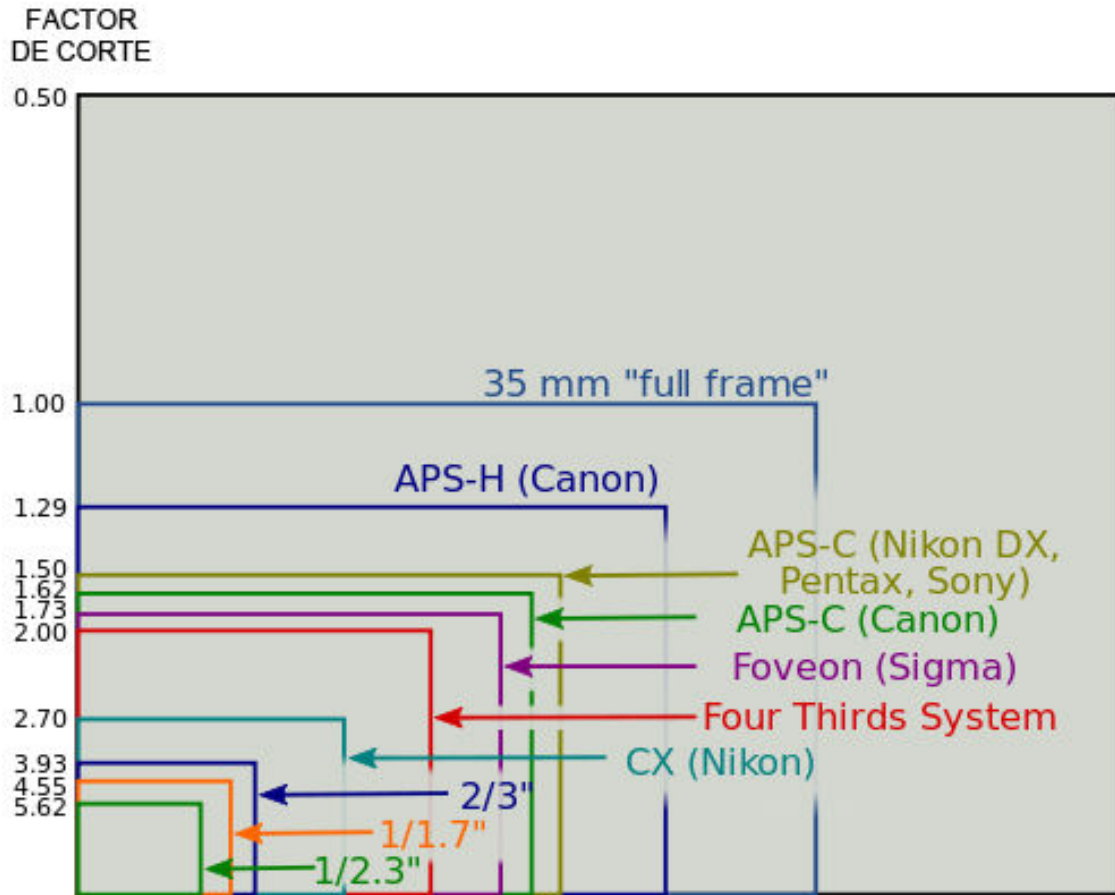 FACTOR
DE CORTE
0.50
35 mm "full frame"
1.00
APS-H (Canon)
1.29
APS-C (Nikon DX,
Pentax, Sony)
1.50
1.62
APS-C (Canon)
1.73
2.00
Foveon (Sigma)
Four Thirds System
2.70
CX (Nikon)
3.93
4.55
2/3"
5.62
1/1.7"
1/2.3"